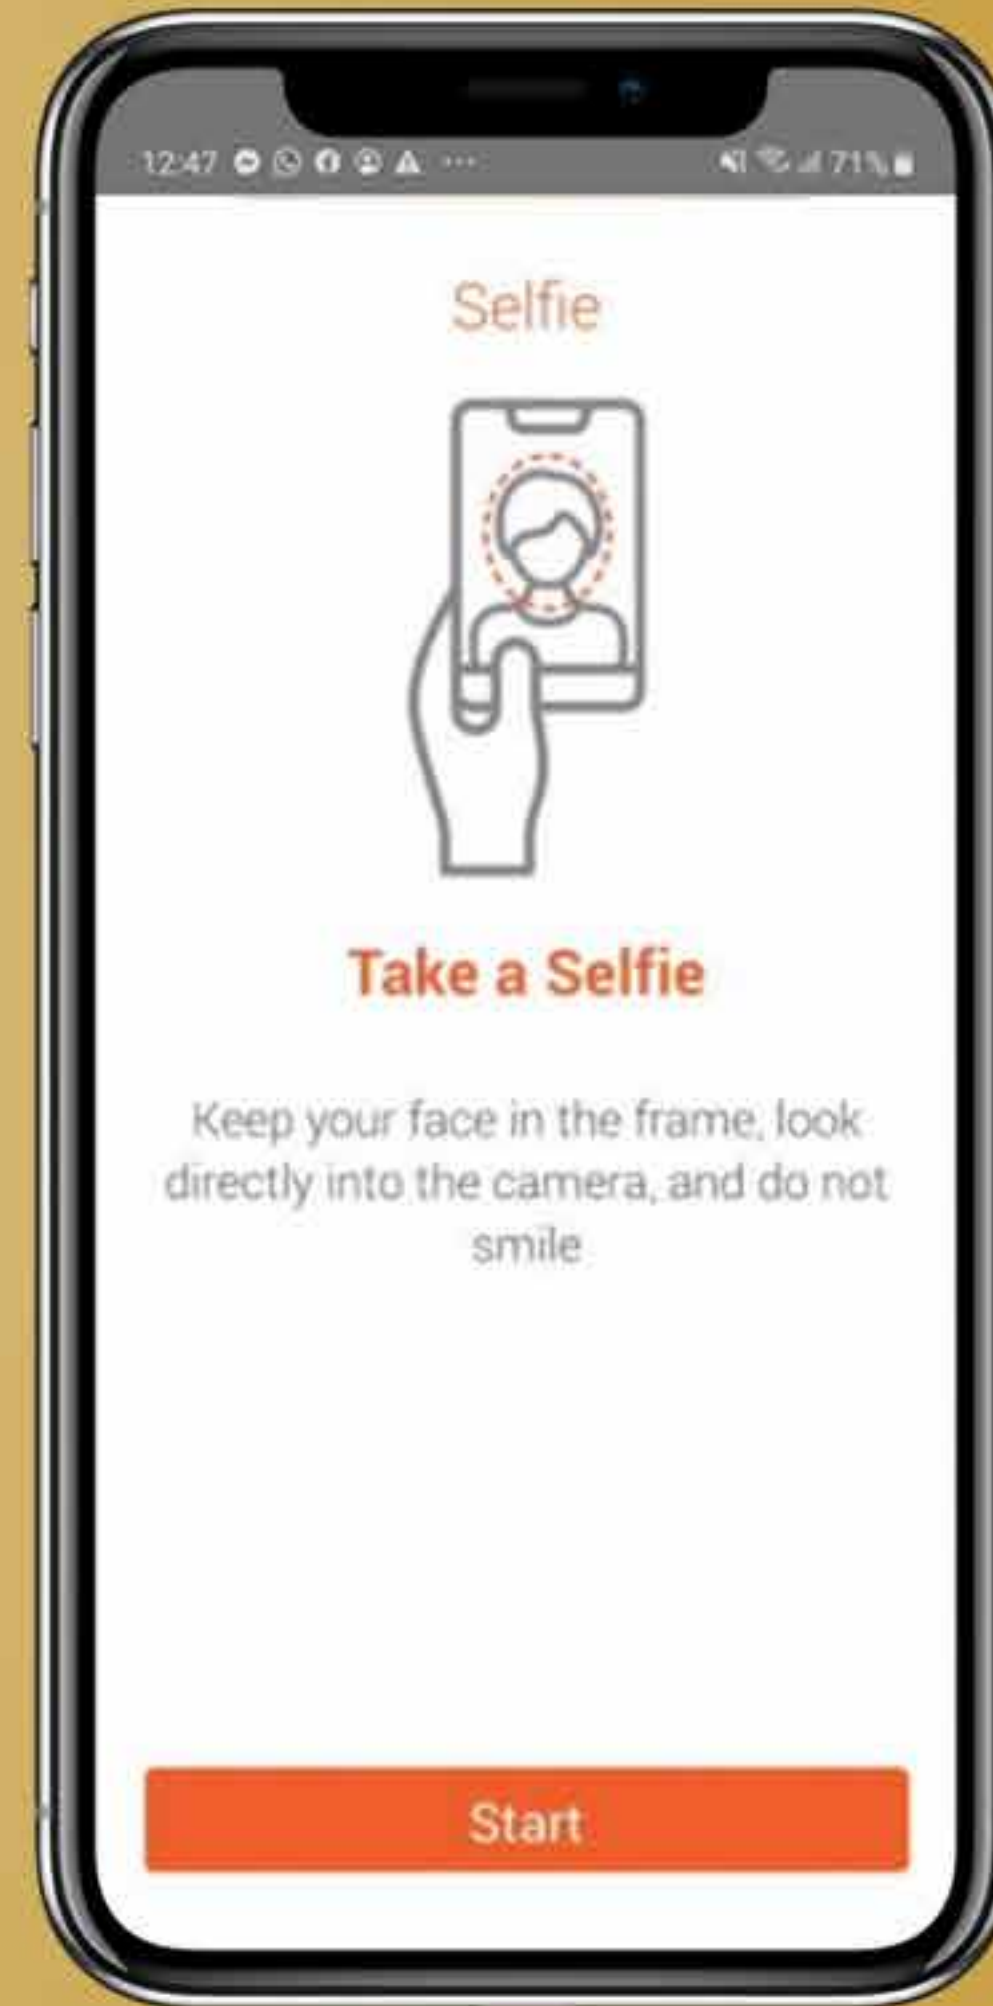 12:47 71%
Selfie
Take a Selfie
Keep your face in the frame, look
directly into the camera, and do not
smile
Start